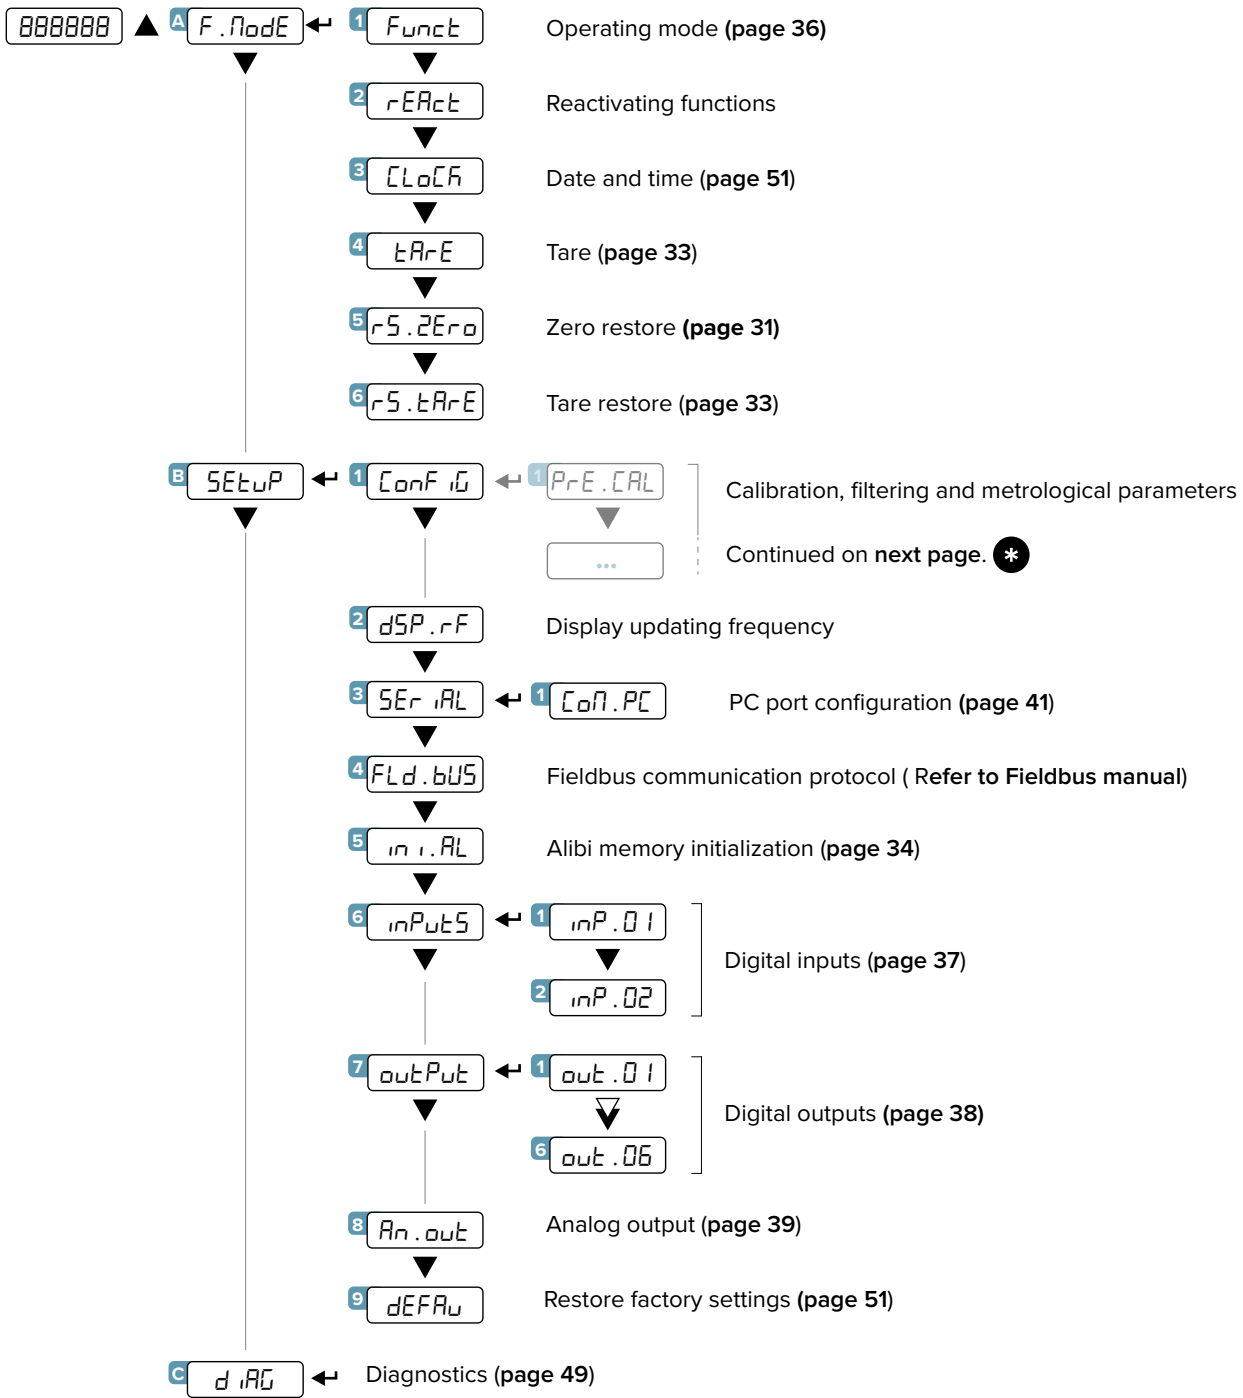 888888 A F.ModE 1 Funct Operating mode (page 36)
2 rEAct Reactivating functions
3 CLoCK Date and time (page 51)
4 tArE Tare (page 33)
5 rS.ZEro Zero restore (page 31)
6 rS.tArE Tare restore (page 33)
B SEtuP 1 ConFiG 1 PrE.CAL Calibration, filtering and metrological parameters
... Continued on next page. *
2 dSP.rF Display updating frequency
3 SEriAL 1 CoM.PC PC port configuration (page 41)
4 FLd.bUS Fieldbus communication protocol ( Refer to Fieldbus manual)
5 ini.AL Alibi memory initialization (page 34)
6 inPutS 1 inP.01
Digital inputs (page 37)
2 inP.02
7 outPut 1 out.01
Digital outputs (page 38)
6 out.06
8 An.out Analog output (page 39)
9 dEFAu Restore factory settings (page 51)
C diAG Diagnostics (page 49)